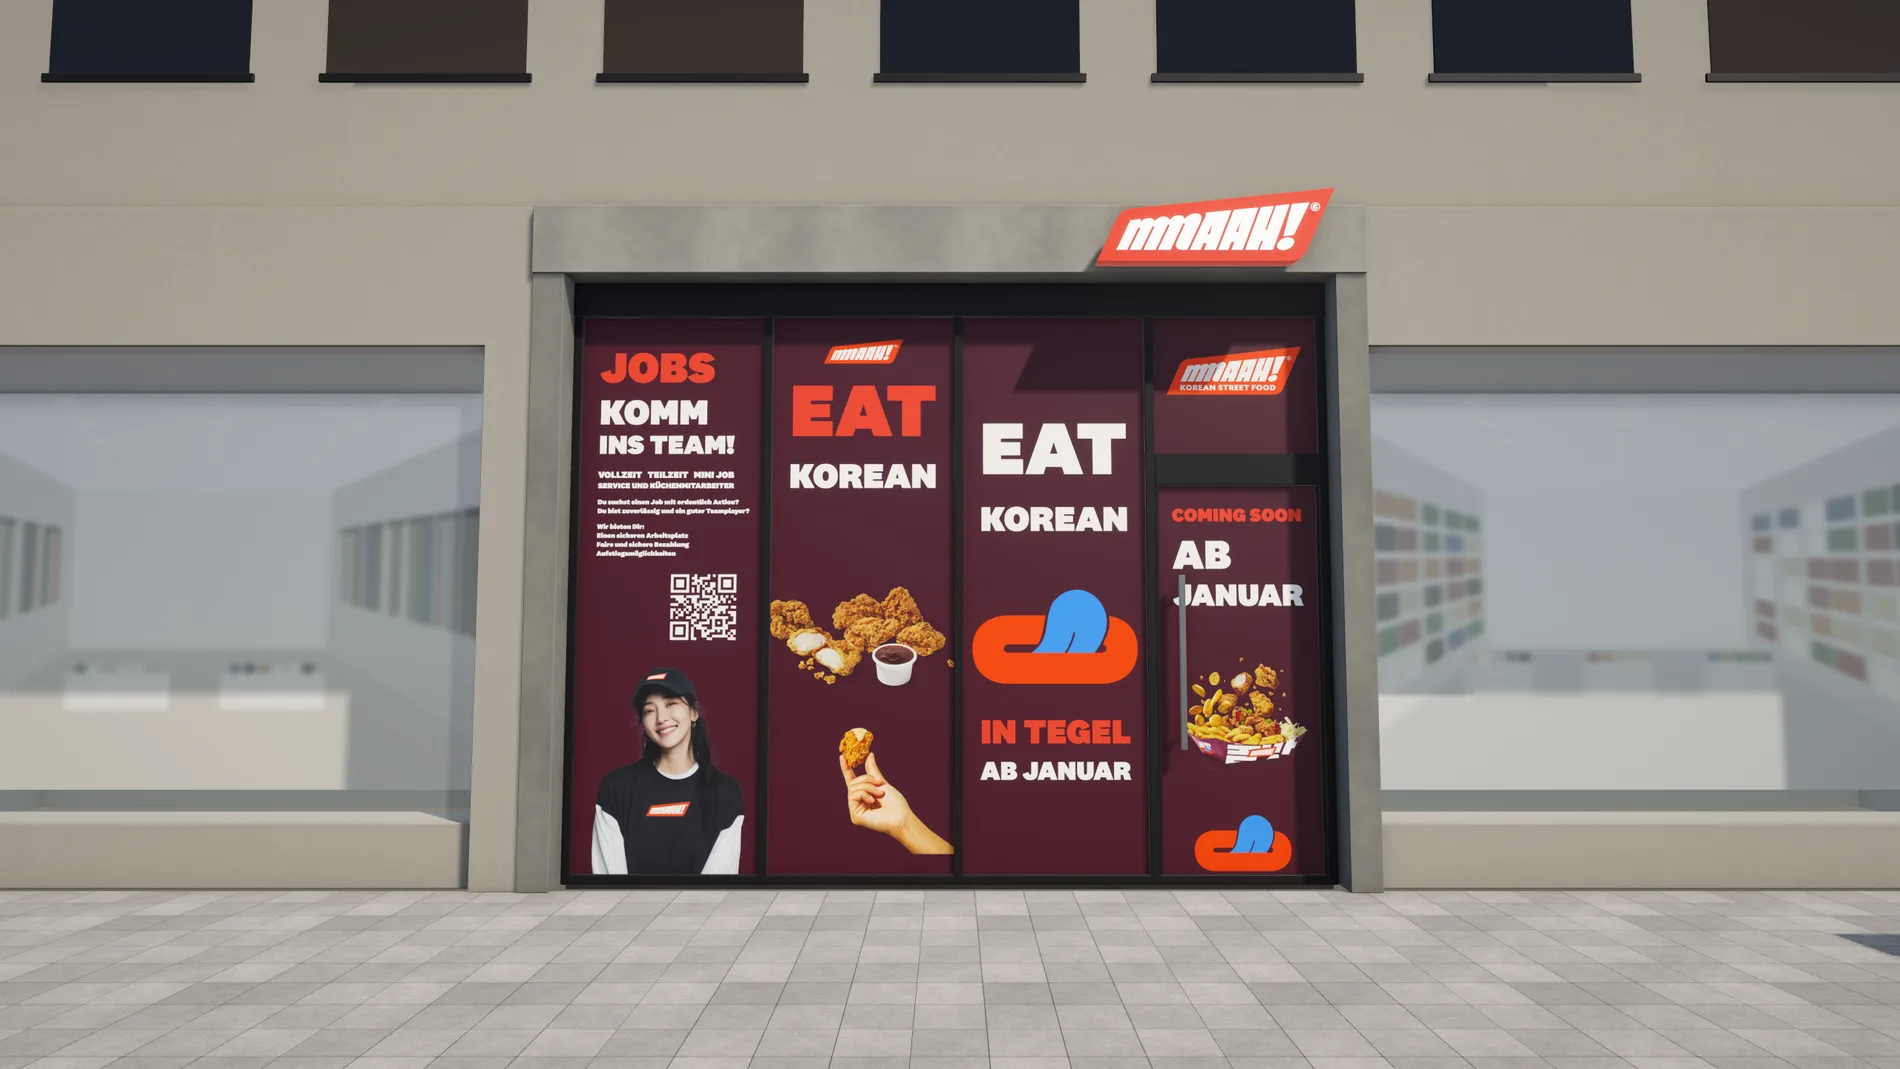 mmAAH!
JOBS
KOMM
INS TEAM!
VOLLZEIT TEILZEIT MINI JOB
SERVICE UND KÜCHENMITARBEITER
Du suchst einen Job mit ordentlich Action?
Du bist zuverlässig und ein guter Teamplayer?
Wir bieten Dir:
Einen sicheren Arbeitsplatz
Faire und sichere Bezahlung
Aufstiegsmöglichkeiten
mmAAH!
mmAAH!
mmAAH!
EAT
KOREAN
EAT
KOREAN
IN TEGEL
AB JANUAR
mmAAH!
KOREAN STREET FOOD
COMING SOON
AB
JANUAR